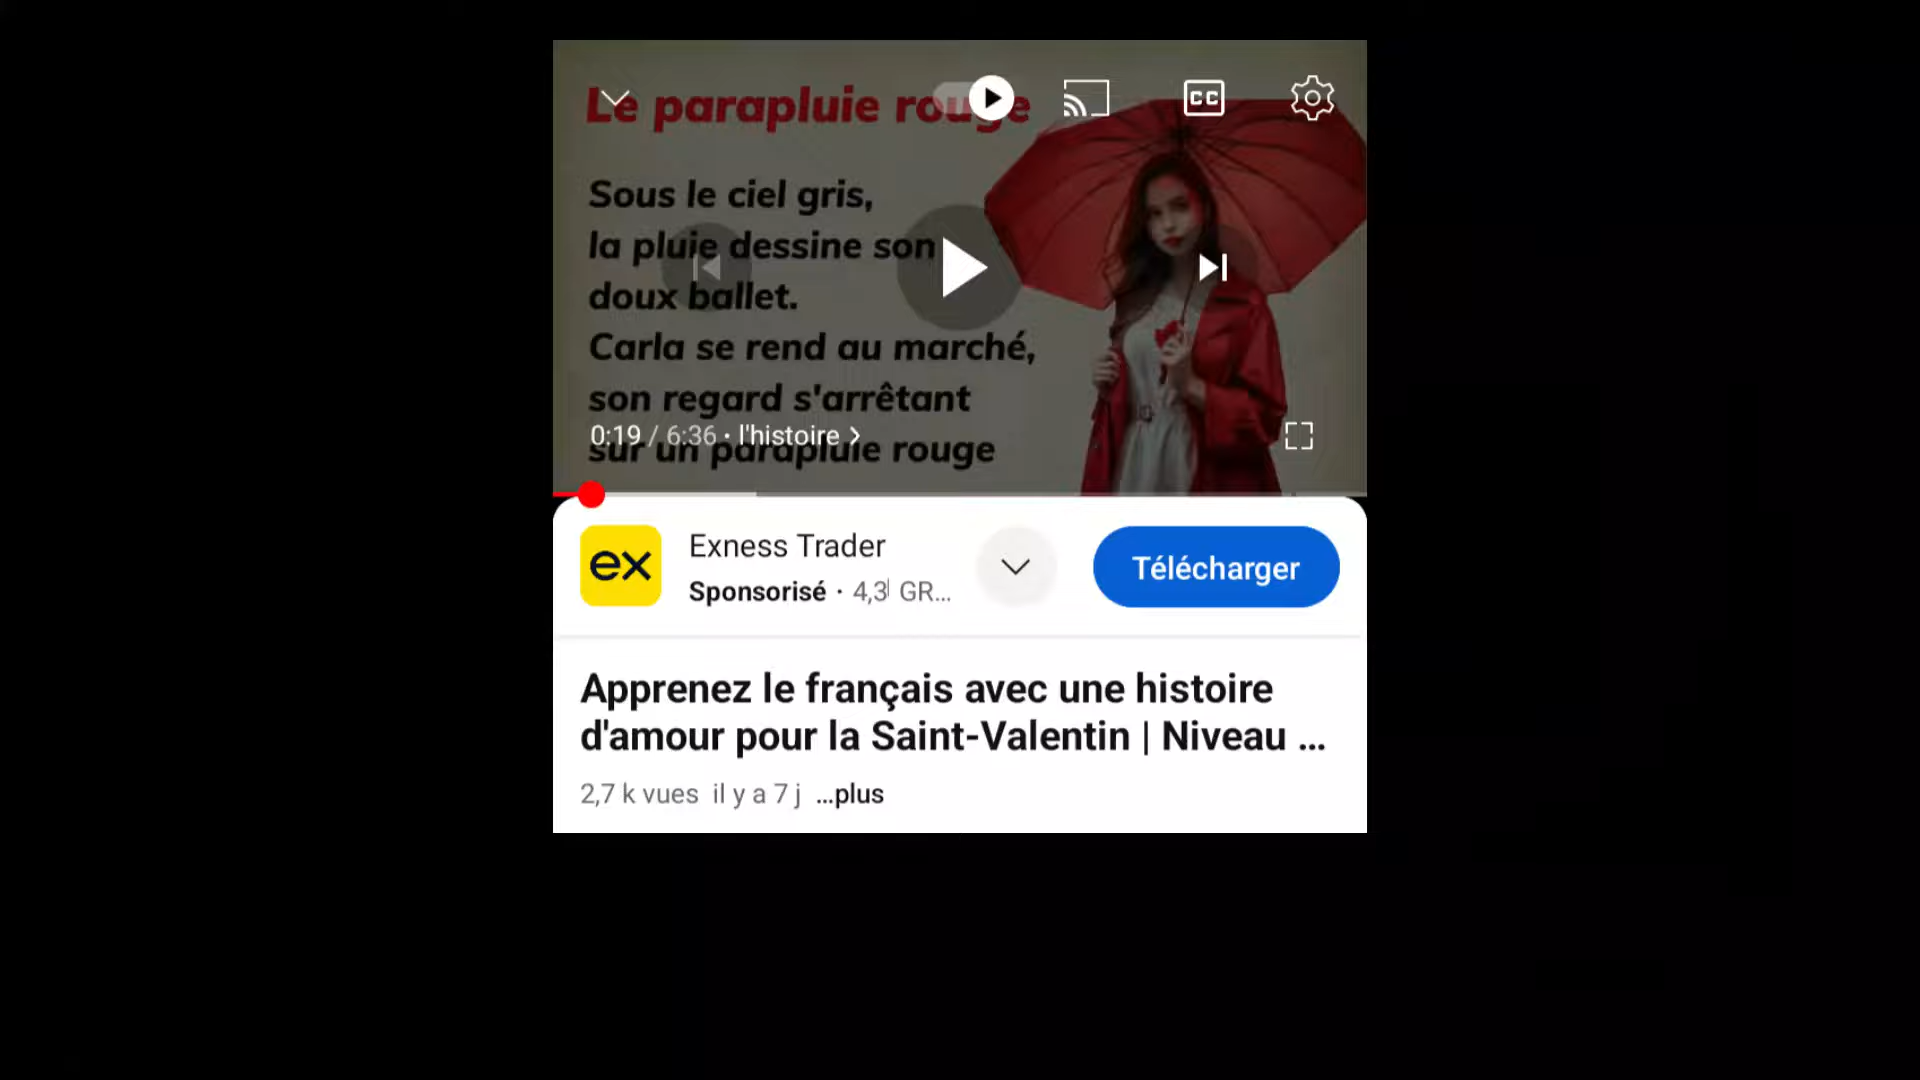 Le parapluie rouge
CC
Sous le ciel gris,
la pluie dessine son
doux ballet.
Carla se rend au marché,
son regard s'arrêtant
0:19 / 6:36 • l'histoire
sur un parapluie rouge
ex
Exness Trader
Sponsorisé · 4,3 GR...
Télécharger
Apprenez le français avec une histoire
d'amour pour la Saint-Valentin | Niveau ...
2,7 k vues il y a 7 j ...plus